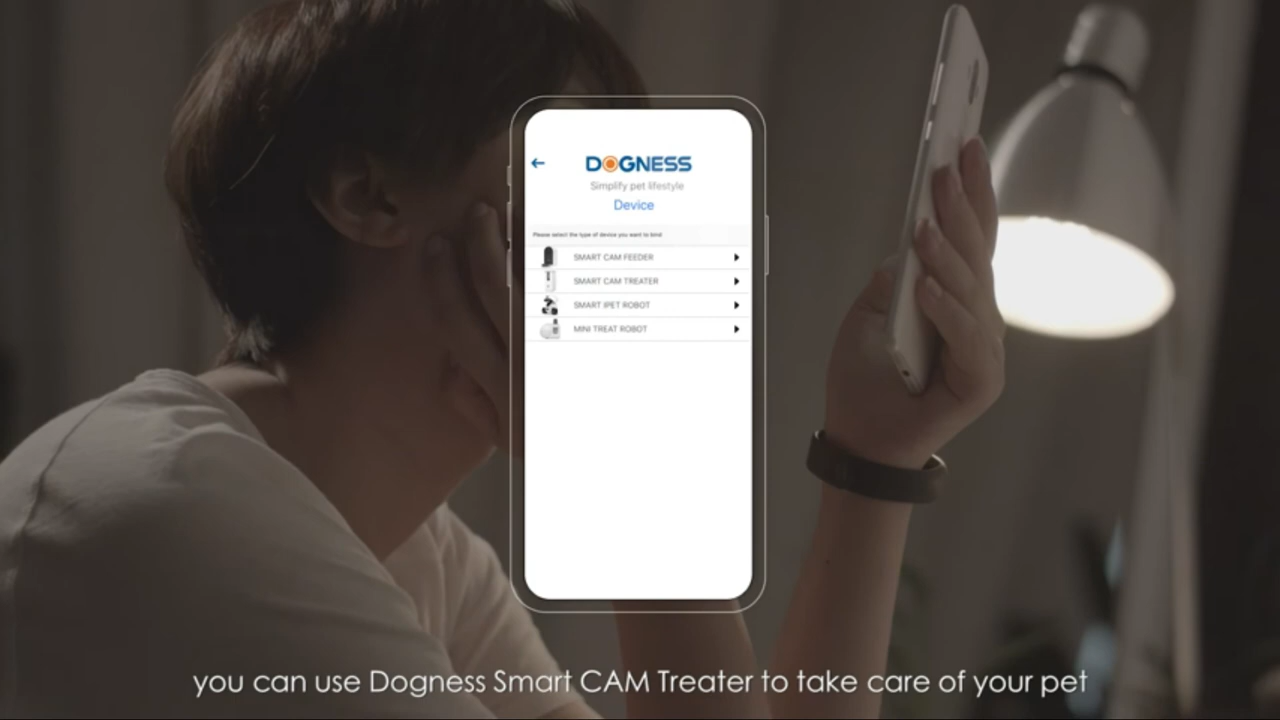 DOGNESS
Simplify pet lifestyle
Device
Please select the type of device you want to bind
SMART CAM FEEDER
SMART CAM TREATER
SMART IPET ROBOT
MINI TREAT ROBOT
you can use Dogness Smart CAM Treater to take care of your pet